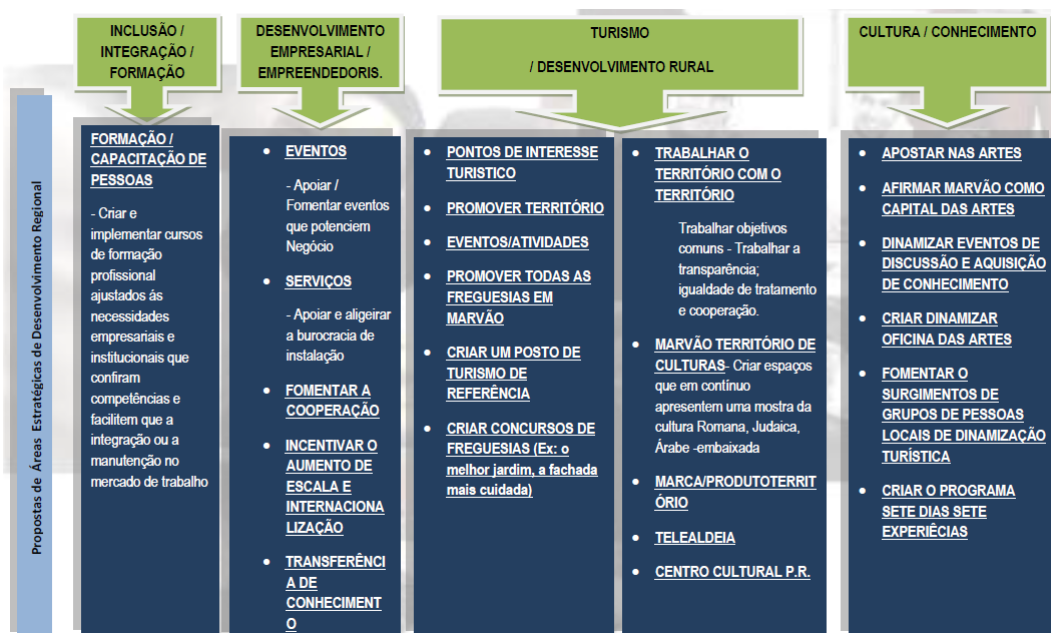 INCLUSÃO /
INTEGRAÇÃO /
FORMAÇÃO
DESENVOLVIMENTO
EMPRESARIAL /
EMPREENDEDORIS.
TURISMO
/ DESENVOLVIMENTO RURAL
CULTURA / CONHECIMENTO
Propostas de Áreas Estratégicas de Desenvolvimento Regional
FORMAÇÃO /
CAPACITAÇÃO DE
PESSOAS
- Criar e
implementar cursos
de formação
profissional
ajustados ás
necessidades
empresariais e
institucionais que
confiram
competências e
facilitem que a
integração ou a
manutenção no
mercado de trabalho
• EVENTOS
- Apoiar /
Fomentar eventos
que potenciem
Negócio
• SERVIÇOS
- Apoiar e aligeirar
a burocracia de
instalação
• FOMENTAR A
COOPERAÇÃO
• INCENTIVAR O
AUMENTO DE
ESCALA E
INTERNACIONA
LIZAÇÃO
• TRANSFERÊNCI
A DE
CONHECIMENT
O
• PONTOS DE INTERESSE
TURISTICO
• PROMOVER TERRITÓRIO
• EVENTOS/ATIVIDADES
• PROMOVER TODAS AS
FREGUESIAS EM
MARVÃO
• CRIAR UM POSTO DE
TURISMO DE
REFERÊNCIA
• CRIAR CONCURSOS DE
FREGUESIAS (Ex: o
melhor jardim, a fachada
mais cuidada)
• TRABALHAR O
TERRITÓRIO COM O
TERRITÓRIO
Trabalhar objetivos
comuns - Trabalhar a
transparência;
igualdade de tratamento
e cooperação.
• MARVÃO TERRITÓRIO DE
CULTURAS- Criar espaços
que em contínuo
apresentem uma mostra da
cultura Romana, Judaica,
Árabe -embaixada
• MARCA/PRODUTOTERRIT
ÓRIO
• TELEALDEIA
• CENTRO CULTURAL P.R.
• APOSTAR NAS ARTES
• AFIRMAR MARVÃO COMO
CAPITAL DAS ARTES
• DINAMIZAR EVENTOS DE
DISCUSSÃO E AQUISIÇÃO
DE CONHECIMENTO
• CRIAR DINAMIZAR
OFICINA DAS ARTES
• FOMENTAR O
SURGIMENTOS DE
GRUPOS DE PESSOAS
LOCAIS DE DINAMIZAÇÃO
TURÍSTICA
• CRIAR O PROGRAMA
SETE DIAS SETE
EXPERIÊCIAS